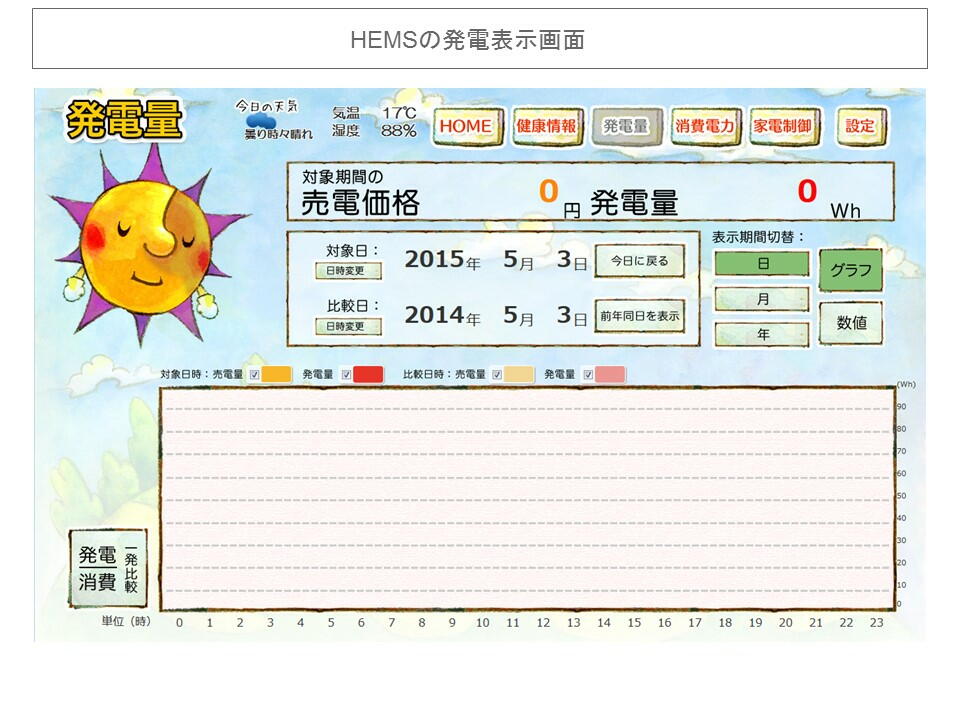 HEMSの発電表示画面
発電量
今日の天気
曇り時々晴れ
気温 17℃
湿度 88%
HOME 健康情報 発電量 消費電力 家電制御 設定
対象期間の
売電価格 0 円 発電量 0 Wh
対象日： 2015年 5月 3日 今日に戻る
日時変更
比較日： 2014年 5月 3日 前年同日を表示
日時変更
表示期間切替：
日
月
年
グラフ
数値
対象日時：売電量 発電量 比較日時：売電量 発電量
(Wh)
90
80
70
60
50
40
30
20
10
0
発電
消費
一発比較
単位（時） 0 1 2 3 4 5 6 7 8 9 10 11 12 13 14 15 16 17 18 19 20 21 22 23